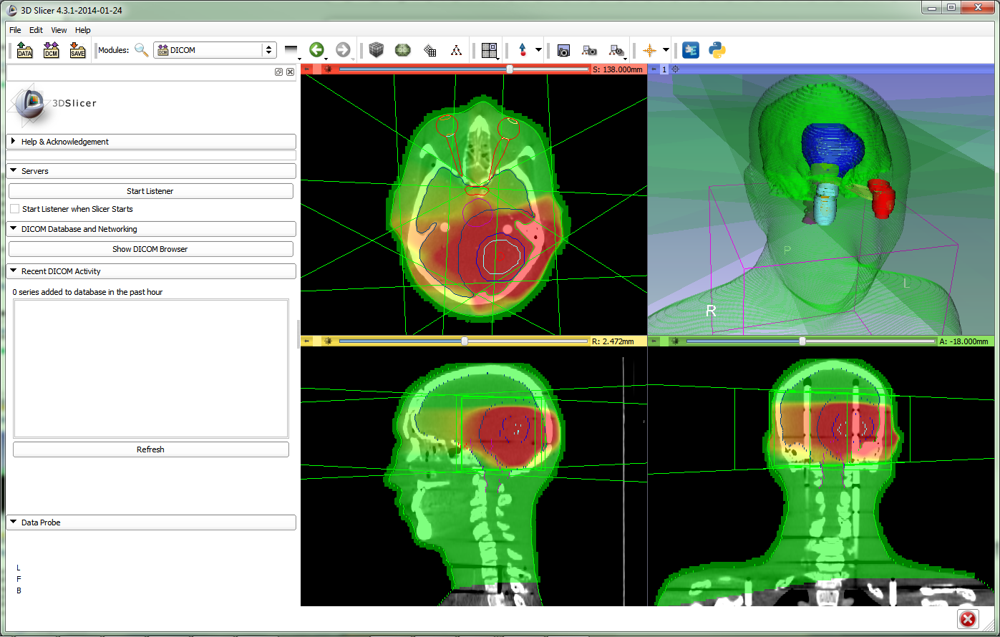 3D Slicer 4.3.1-2014-01-24
File Edit View Help
DATA DCM SAVE Modules: DCM DICOM
S: 138.000mm
1
3DSlicer
Help & Acknowledgement
Servers
Start Listener
Start Listener when Slicer Starts
DICOM Database and Networking
Show DICOM Browser
Recent DICOM Activity
0 series added to database in the past hour
Refresh
Data Probe
L
F
B
P
L
R
R: 2.472mm
A: -18.000mm